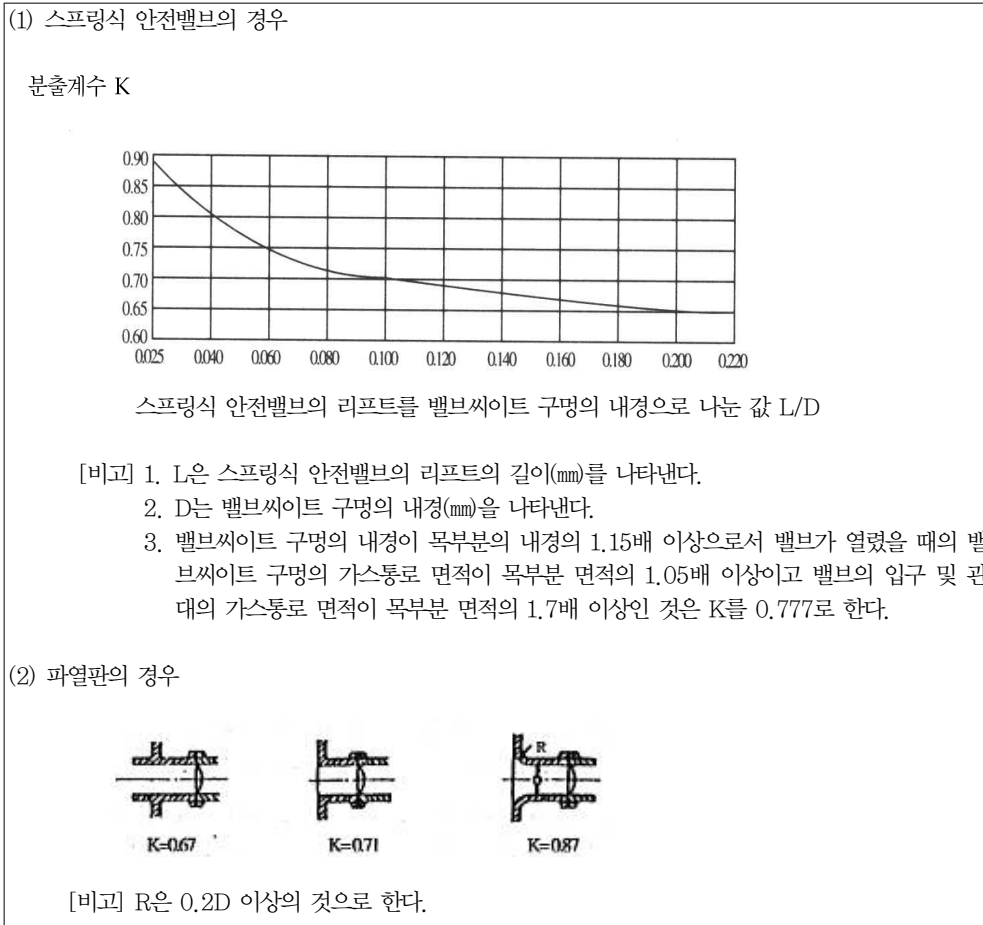 (1) 스프링식 안전밸브의 경우
분출계수 K
0.90
0.85
0.80
0.75
0.70
0.65
0.60
0.025 0.040 0.060 0.080 0.100 0.120 0.140 0.160 0.180 0.200 0.220
스프링식 안전밸브의 리프트를 밸브씨이트 구멍의 내경으로 나눈 값 L/D
[비고] 1. L은 스프링식 안전밸브의 리프트의 길이(㎜)를 나타낸다.
2. D는 밸브씨이트 구멍의 내경(㎜)을 나타낸다.
3. 밸브씨이트 구멍의 내경이 목부분의 내경의 1.15배 이상으로서 밸브가 열렸을 때의 밸
브씨이트 구멍의 가스통로 면적이 목부분 면적의 1.05배 이상이고 밸브의 입구 및 관
대의 가스통로 면적이 목부분 면적의 1.7배 이상인 것은 K를 0.777로 한다.
(2) 파열판의 경우
R
K=0.67 K=0.71 K=0.87
[비고] R은 0.2D 이상의 것으로 한다.